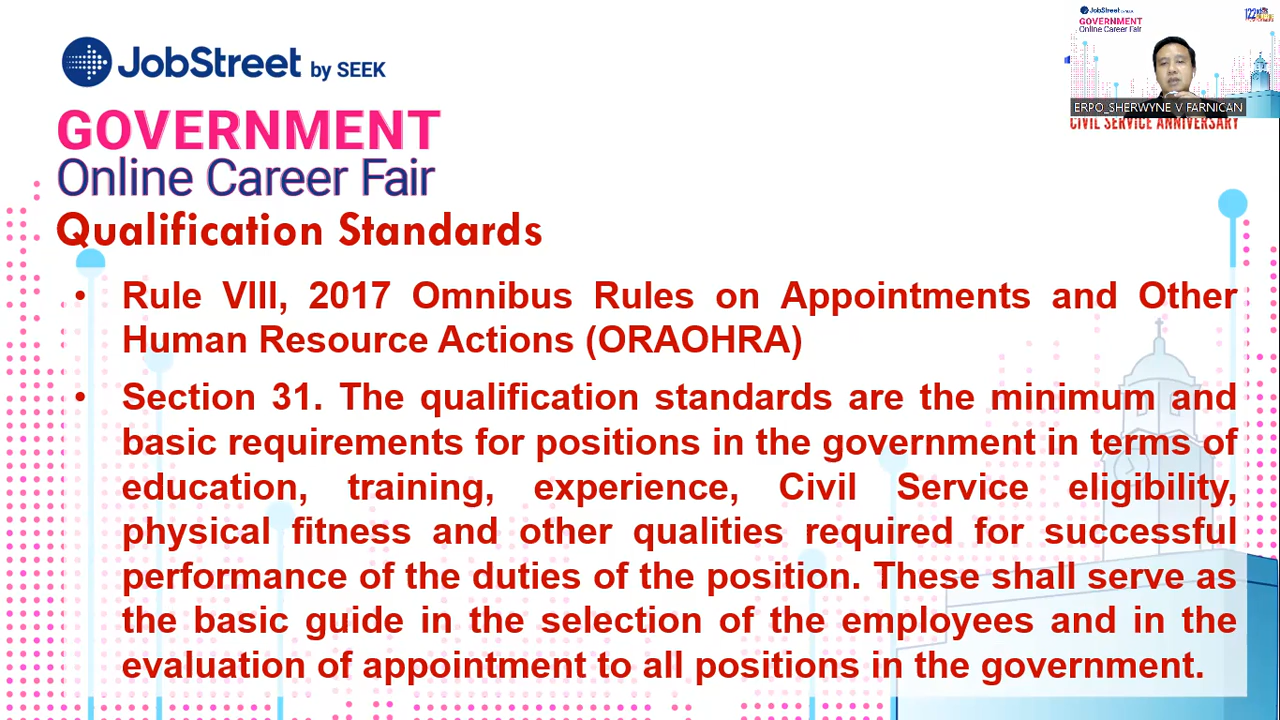 JobStreet by SEEK
GOVERNMENT
Online Career Fair
Qualification Standards
• Rule VIII, 2017 Omnibus Rules on Appointments and Other
Human Resource Actions (ORAOHRA)
• Section 31. The qualification standards are the minimum and
basic requirements for positions in the government in terms of
education, training, experience, Civil Service eligibility,
physical fitness and other qualities required for successful
performance of the duties of the position. These shall serve as
the basic guide in the selection of the employees and in the
evaluation of appointment to all positions in the government.
JobStreet
GOVERNMENT
Online Career Fair
122
ERPO_SHERWYNE V FARNICAN
CIVIL SERVICE ANNIVERSARY